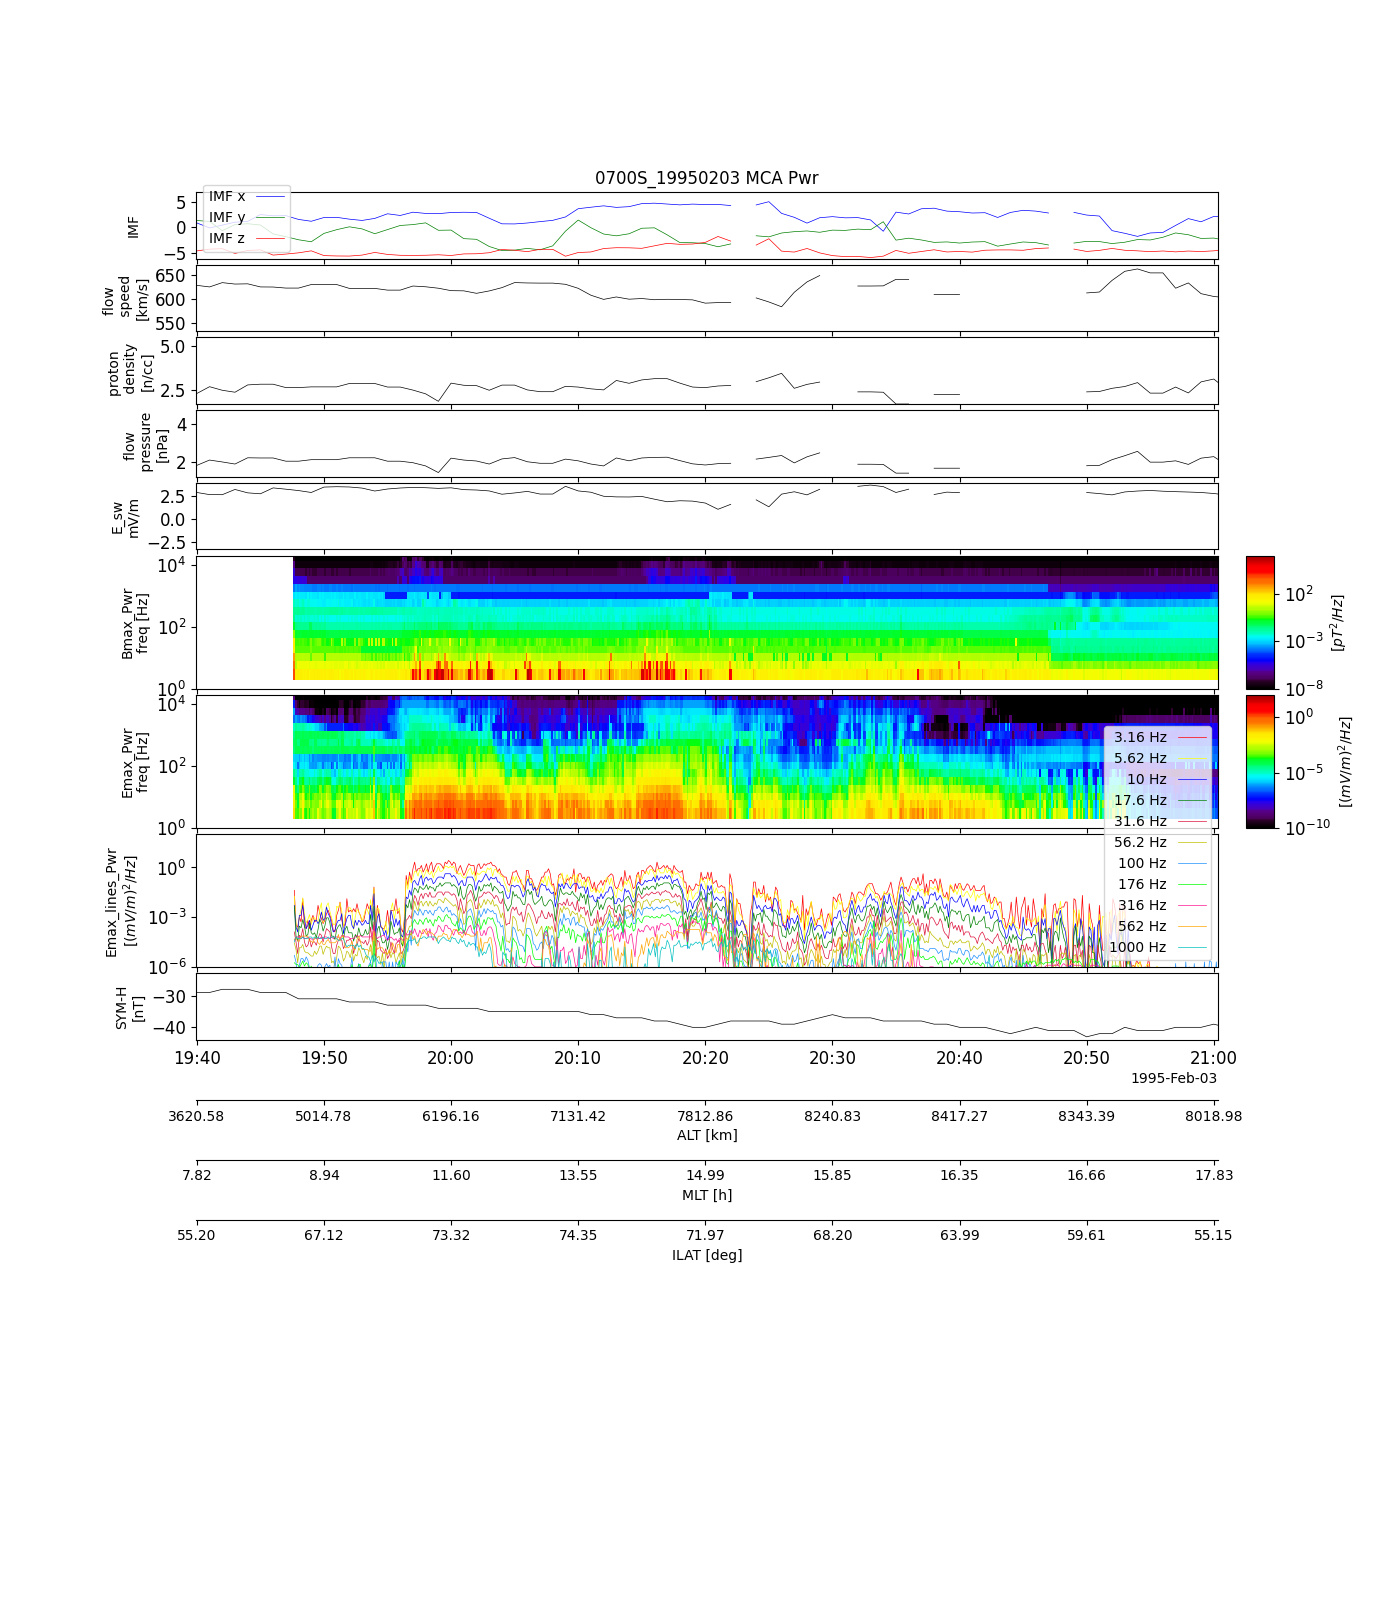 0700S_19950203 MCA Pwr
IMF
5
0
−5
IMF x
IMF y
IMF z
flow
speed
[km/s]
650
600
550
proton
density
[n/cc]
5.0
2.5
flow
pressure
[nPa]
4
2
E_sw
mV/m
2.5
0.0
−2.5
Bmax_Pwr
freq [Hz]
10^4
10^2
10^0
10^2
10^−3
10^−8
[pT^2/Hz]
Emax_Pwr
freq [Hz]
10^4
10^2
10^0
10^0
10^−5
10^−10
[(mV/m)^2/Hz]
3.16 Hz
5.62 Hz
10 Hz
17.6 Hz
31.6 Hz
56.2 Hz
100 Hz
176 Hz
316 Hz
562 Hz
1000 Hz
Emax_lines_Pwr
[(mV/m)^2/Hz]
10^0
10^−3
10^−6
SYM-H
[nT]
−30
−40
19:40 19:50 20:00 20:10 20:20 20:30 20:40 20:50 21:00
1995-Feb-03
3620.58 5014.78 6196.16 7131.42 7812.86 8240.83 8417.27 8343.39 8018.98
ALT [km]
7.82 8.94 11.60 13.55 14.99 15.85 16.35 16.66 17.83
MLT [h]
55.20 67.12 73.32 74.35 71.97 68.20 63.99 59.61 55.15
ILAT [deg]